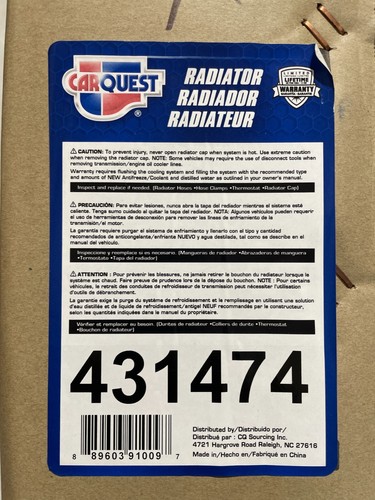 CARQUEST®
RADIATOR
RADIADOR
RADIATEUR
LIMITED
LIFETIME
WARRANTY
⚠ CAUTION: To prevent injury, never open radiator cap when system is hot. Use extreme caution
when removing the radiator cap. NOTE: Some vehicles may require the use of disconnect tools when
removing transmission/engine oil cooler lines.
Warranty requires flushing the cooling system and filling the system with the recommended type
and amount of NEW Antifreeze/Coolant and distilled water as outlined in your owner's manual.
Inspect and replace if needed: (Radiator Hoses •Hose Clamps •Thermostat •Radiator Cap)
⚠ PRECAUCIÓN: Para evitar lesiones, nunca abra la tapa del radiador mientras el sistema está
caliente. Tenga sumo cuidado al quitar la tapa del radiador. NOTA: Algunos vehículos pueden requerir
el uso de herramientas de desconexión para remover las líneas de enfriamiento de la
transmisión/el motor.
La garantía requiere purgar el sistema de enfriamiento y llenarlo con el tipo y cantidad
recomendados de anticongelante/enfriante NUEVO y agua destilada, tal como se describe en el
manual del vehículo.
Inspeccione y reemplace si es necesario. (Mangueras de radiador •Abrazaderas de manguera
•Termostato •Tapa del radiador)
⚠ ATTENTION : Pour prévenir les blessures, ne jamais retirer le bouchon du radiateur lorsque le
système est chaud. Faire preuve de prudence lors de la dépose du bouchon. NOTE : Pour certains
véhicules, le retrait des conduites de refroidisseur de transmission peut nécessiter l'utilisation
d'outils de débranchement.
La garantie exige la purge du système de refroidissement et le remplissage en utilisant une solution
d'eau distillée et de liquide de refroidissement/antigel NEUF recommandés par le constructeur,
selon les quantités indiquées dans le manuel du propriétaire.
Vérifier et remplacer au besoin (Durites de radiateur •Colliers de durite •Thermostat
•Bouchon de radiateur)
431474
8 89603 91009 7
Distributed by/Distribuido por/
Distribué par : CQ Sourcing Inc.
4721 Hargrove Road Raleigh, NC 27616
Made in/Hecho en/Fabriqué en China